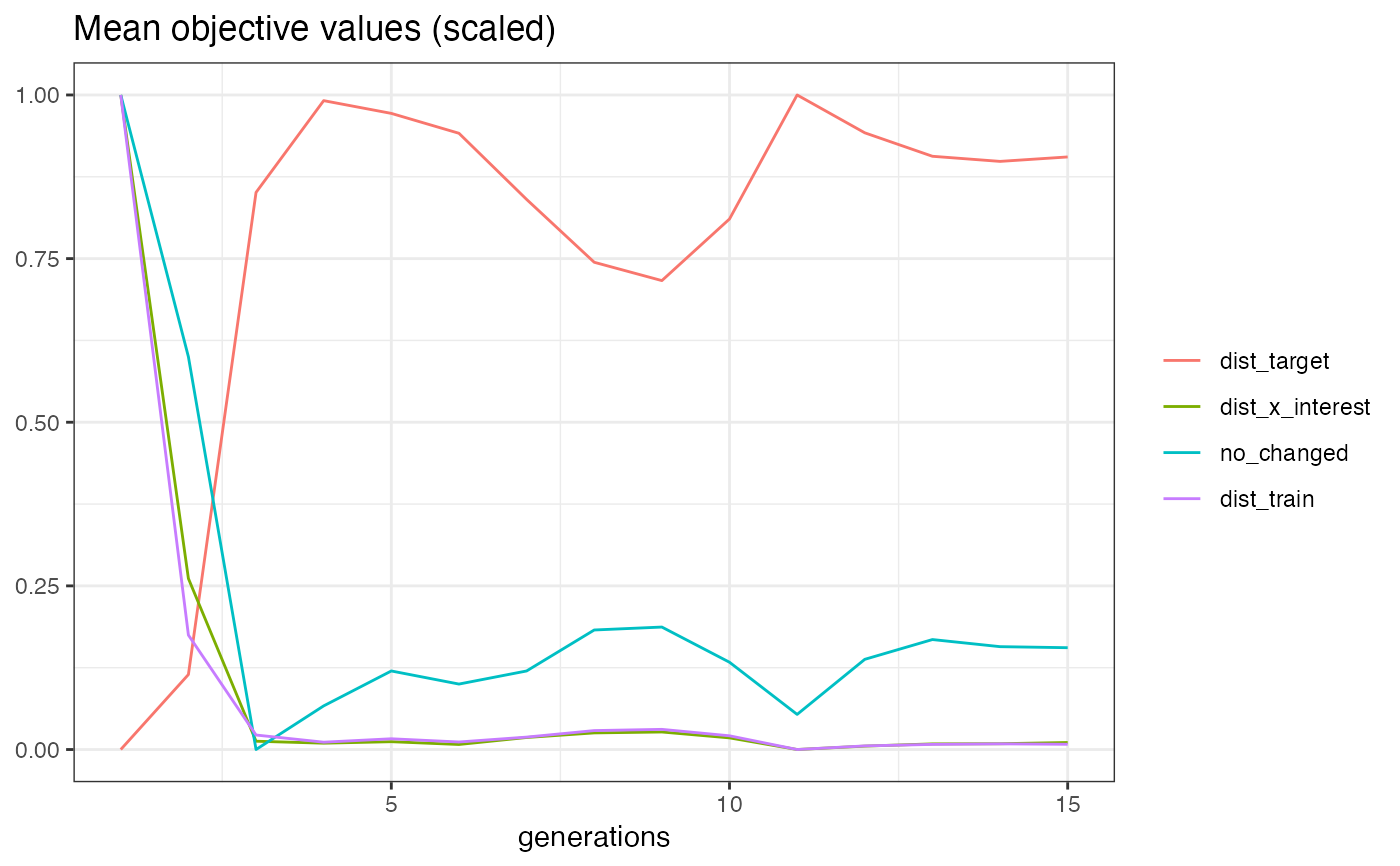 Mean objective values (scaled)
1.00
0.75
0.50
0.25
0.00
5
10
15
generations
dist_target
dist_x_interest
no_changed
dist_train